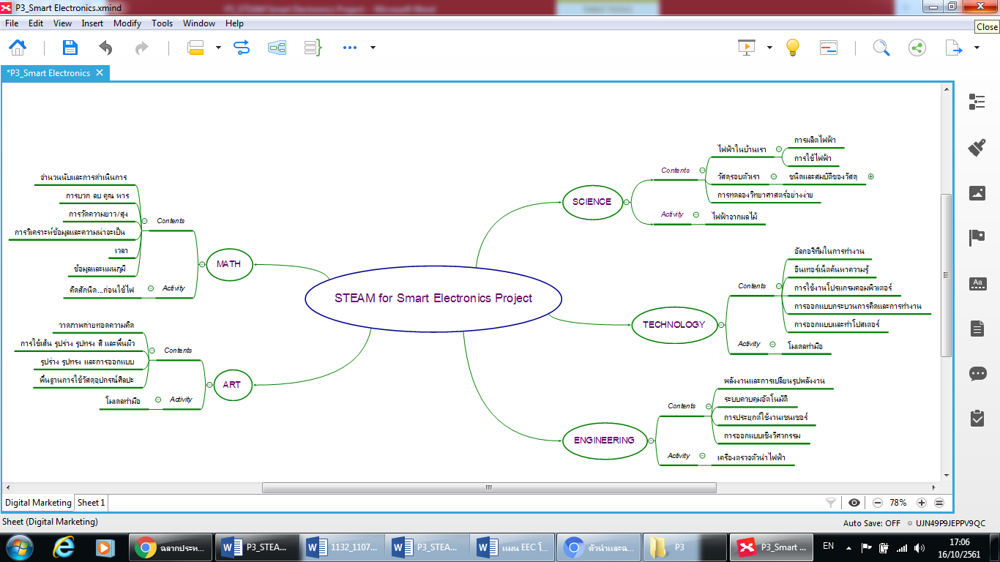 P3_Smart Electronics.xmind
File Edit View Insert Modify Tools Window Help
Close
*P3_Smart Electronics
การผลิตไฟฟ้า
ไฟฟ้าในบ้านเรา
การใช้ไฟฟ้า
Contents
วัสดุรอบตัวเรา
ชนิดและสมบัติของวัสดุ
การทดลองวิทยาศาสตร์อย่างง่าย
SCIENCE
Activity
ไฟฟ้าจากผลไม้
จำนวนนับและการดำเนินการ
การบวก ลบ คูณ หาร
การวัดความยาว/สูง
Contents
การวิเคราะห์ข้อมูลและความน่าจะเป็น
เวลา
ข้อมูลและแผนภูมิ
MATH
คิดสักนิด...ก่อนใช้ไฟ
Activity
STEAM for Smart Electronics Project
อัลกอริทึมในการทำงาน
อินเทอร์เน็ตค้นหาความรู้
Contents
การใช้งานโปรแกรมคอมพิวเตอร์
การออกแบบกระบวนการคิดและการทำงาน
การออกแบบและทำโปสเตอร์
TECHNOLOGY
Activity
โมเดลทำมือ
วาดภาพถ่ายทอดความคิด
การใช้เส้น รูปร่าง รูปทรง สี และพื้นผิว
Contents
รูปร่าง รูปทรง และการออกแบบ
พื้นฐานการใช้วัสดุอุปกรณ์ศิลปะ
ART
โมเดลทำมือ
Activity
พลังงานและการเปลี่ยนรูปพลังงาน
ระบบควบคุมอัตโนมัติ
Contents
การประยุกต์ใช้งานเซนเซอร์
การออกแบบเชิงวิศวกรรม
ENGINEERING
Activity
เครื่องตรวจตัวนำไฟฟ้า
Digital Marketing Sheet 1
78%
Sheet (Digital Marketing)
Auto Save: OFF UJN49P9JEPPV9QC
ฉลากประห...
P3_STEA...
1132_1107...
P3_STEA...
แผน EEC โ...
ตัวนำและฉ...
P3
P3_Smart ...
EN
17:06
16/10/2561